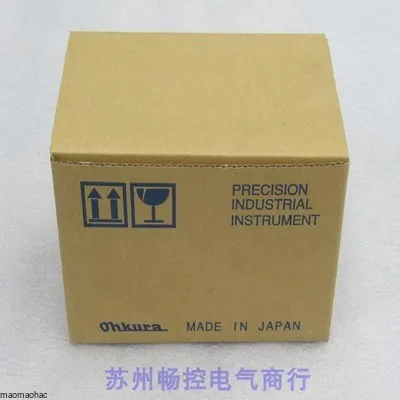 PRECISION
INDUSTRIAL
INSTRUMENT
Ohkura MADE IN JAPAN
苏州畅控电气商行
maomaohac